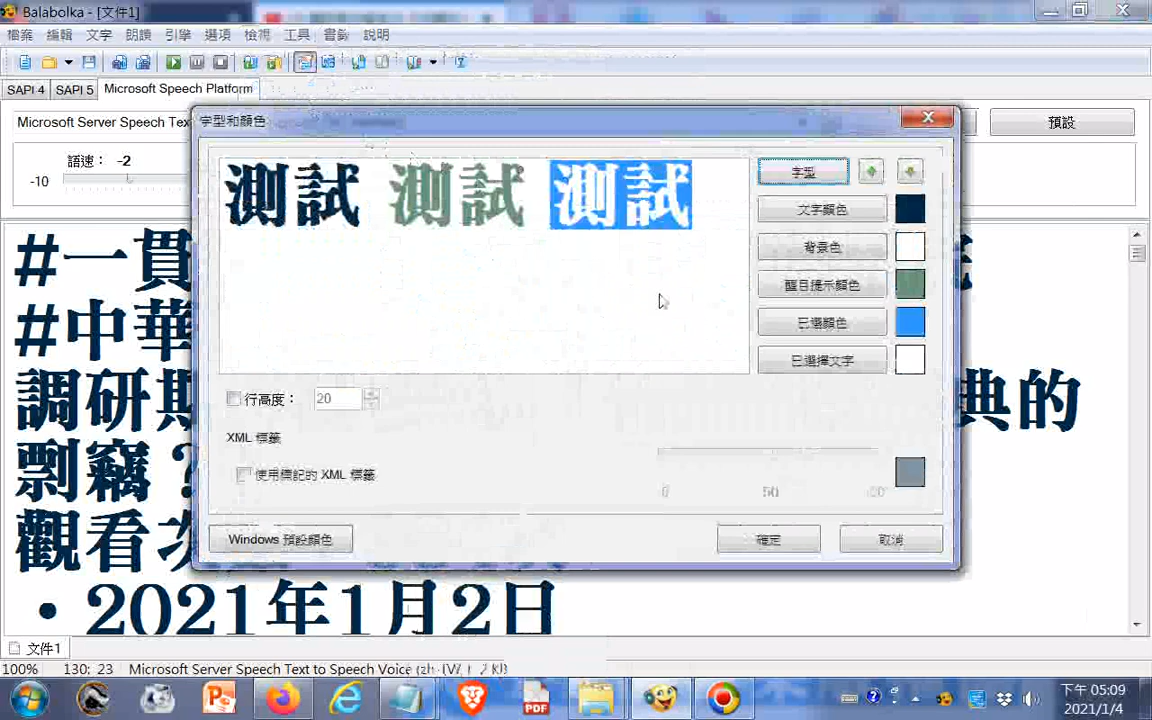 Balabolka - [文件1]
檔案 編輯 文字 朗讀 引擎 選項 檢視 工具 書籤 說明
SAPI 4 SAPI 5 Microsoft Speech Platform
Microsoft Server Speech Tex
預設
語速： -2
-10
字型和顏色
測試 測試 測試
字型
文字顏色
背景色
醒目提示顏色
已選顏色
已選擇文字
行高度： 20
XML 標籤
使用標記的 XML 標籤
0 50 100
Windows 預設顏色 確定 取消
#一貫
#中華
調研 典的
剽竊？
觀看
・2021年1月2日
文件1
100% 130: 23 Microsoft Server Speech Text to Speech Voice
PDF
下午 05:09
2021/1/4